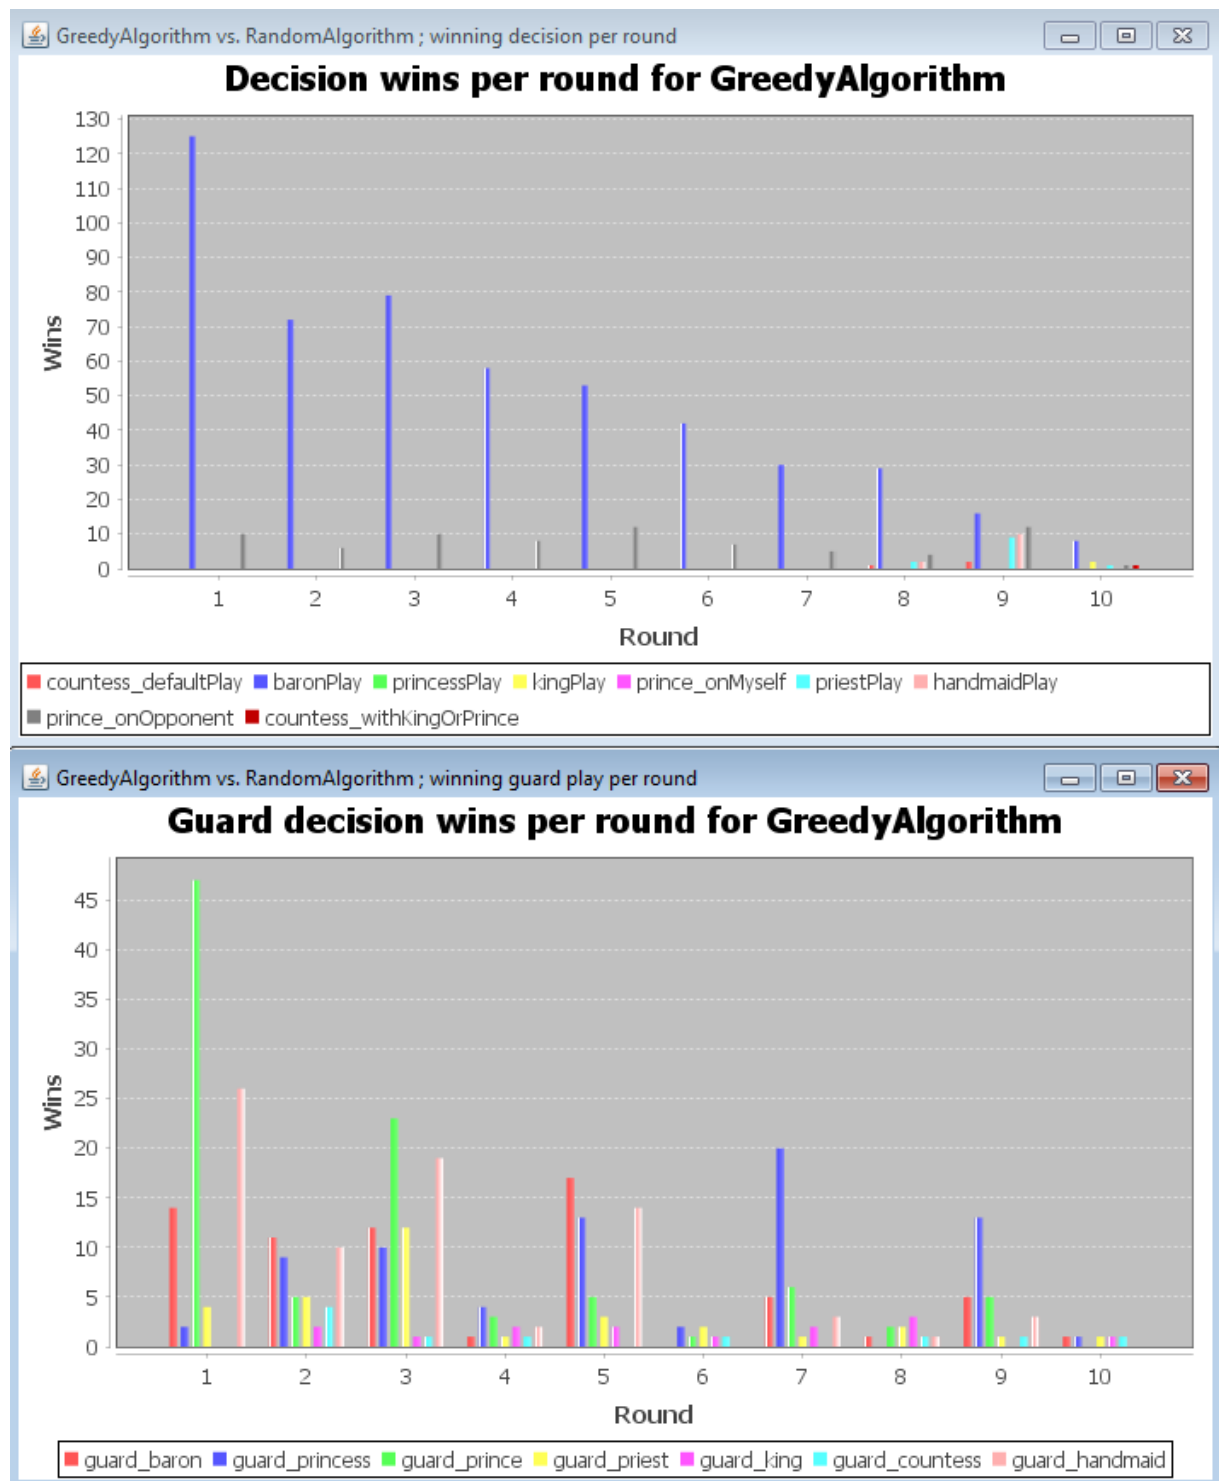 GreedyAlgorithm vs. RandomAlgorithm ; winning decision per round
Decision wins per round for GreedyAlgorithm
130
120
110
100
90
80
70
60
50
40
30
20
10
0
Wins
1 2 3 4 5 6 7 8 9 10
Round
countess_defaultPlay baronPlay princessPlay kingPlay prince_onMyself priestPlay handmaidPlay
prince_onOpponent countess_withKingOrPrince
GreedyAlgorithm vs. RandomAlgorithm ; winning guard play per round
Guard decision wins per round for GreedyAlgorithm
45
40
35
30
25
20
15
10
5
0
Wins
1 2 3 4 5 6 7 8 9 10
Round
guard_baron guard_princess guard_prince guard_priest guard_king guard_countess guard_handmaid